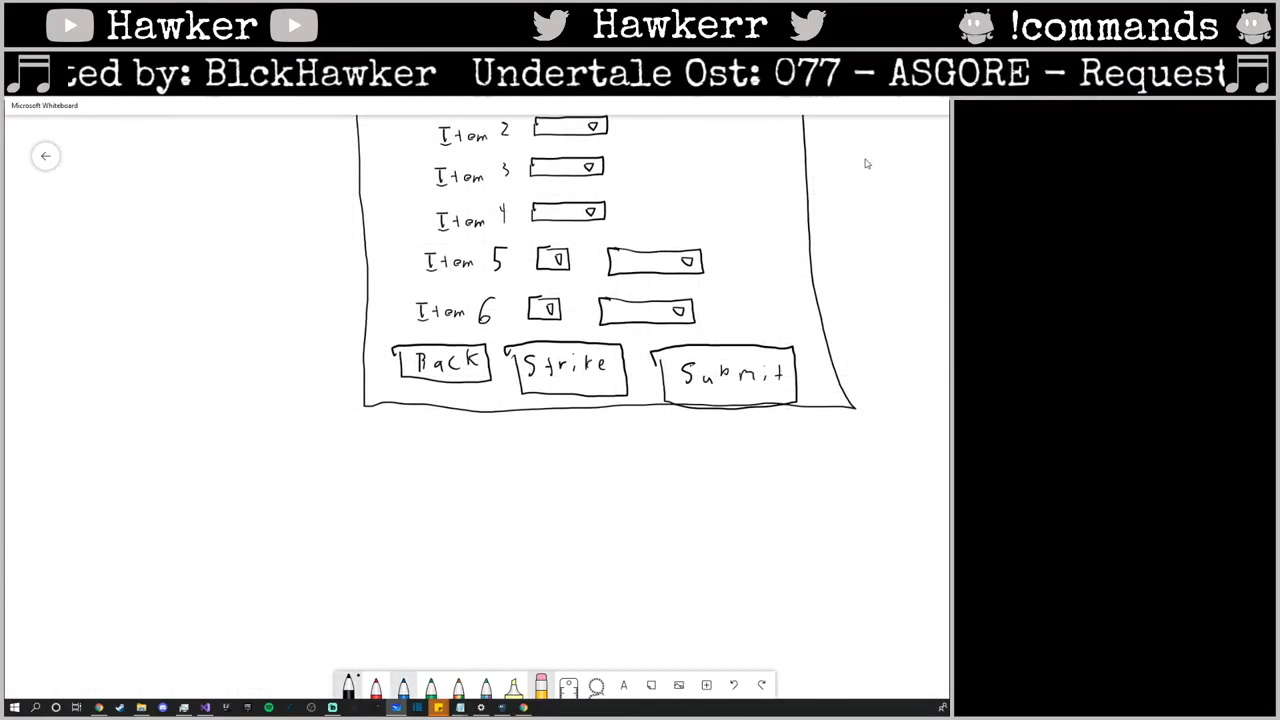 Hawker
Hawkerr
!commands
ted by: BlckHawker Undertale Ost: 077 - ASGORE - Request
Microsoft Whiteboard
Item 2
Item 3
Item 4
Item 5
Item 6
Back Strike Submit
A